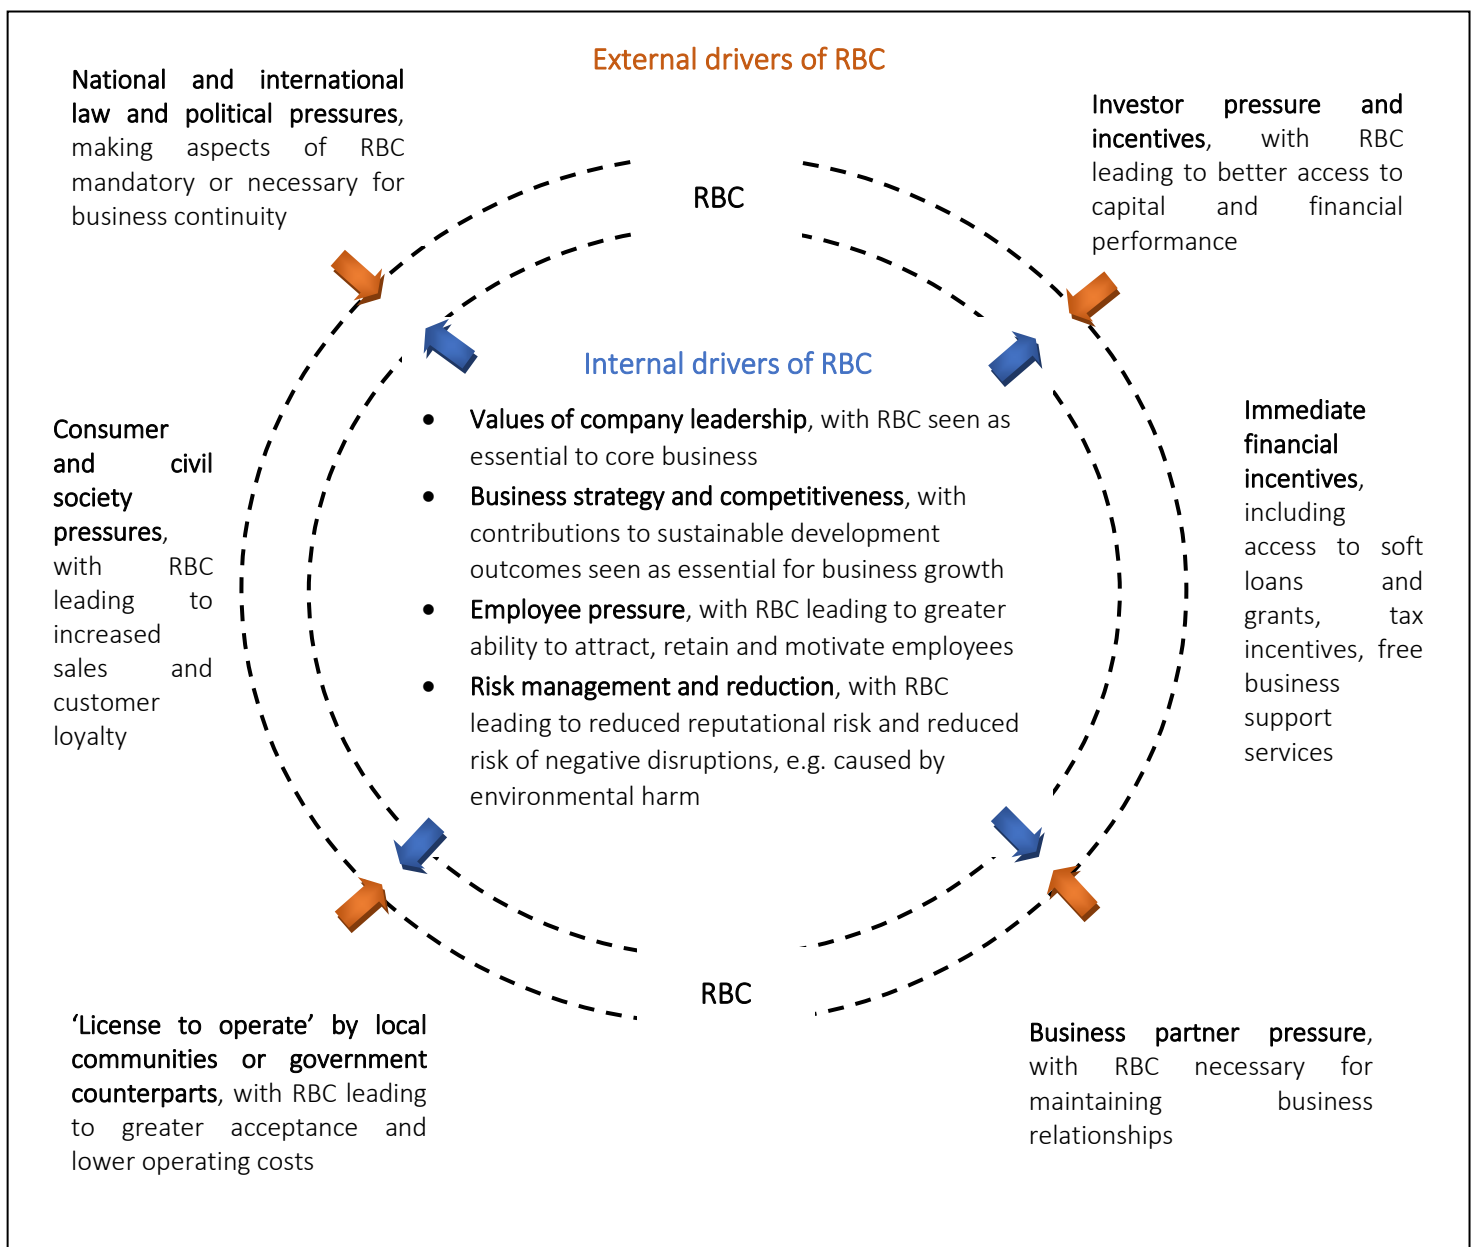 External drivers of RBC
National and international
law and political pressures,
making aspects of RBC
mandatory or necessary for
business continuity
Investor pressure and
incentives, with RBC
leading to better access to
capital and financial
performance
RBC
Internal drivers of RBC
• Values of company leadership, with RBC seen as
essential to core business
• Business strategy and competitiveness, with
contributions to sustainable development
outcomes seen as essential for business growth
• Employee pressure, with RBC leading to greater
ability to attract, retain and motivate employees
• Risk management and reduction, with RBC
leading to reduced reputational risk and reduced
risk of negative disruptions, e.g. caused by
environmental harm
Consumer
and civil
society
pressures,
with RBC
leading to
increased
sales and
customer
loyalty
Immediate
financial
incentives,
including
access to soft
loans and
grants, tax
incentives, free
business
support
services
RBC
‘License to operate’ by local
communities or government
counterparts, with RBC leading
to greater acceptance and
lower operating costs
Business partner pressure,
with RBC necessary for
maintaining business
relationships